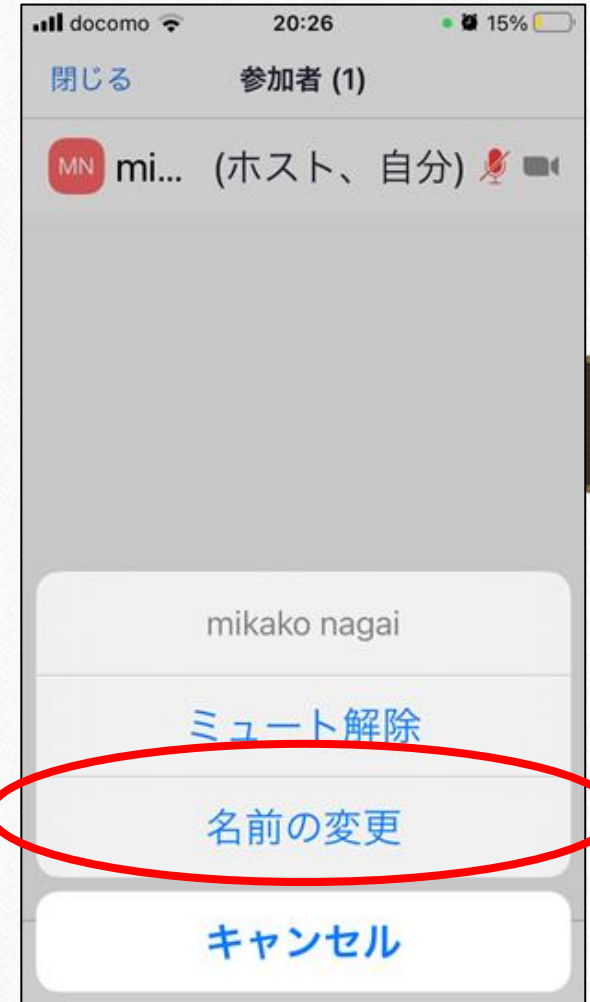 docomo 20:26 15%
閉じる 参加者 (1)
MN mi... (ホスト、自分)
mikako nagai
ミュート解除
名前の変更
キャンセル